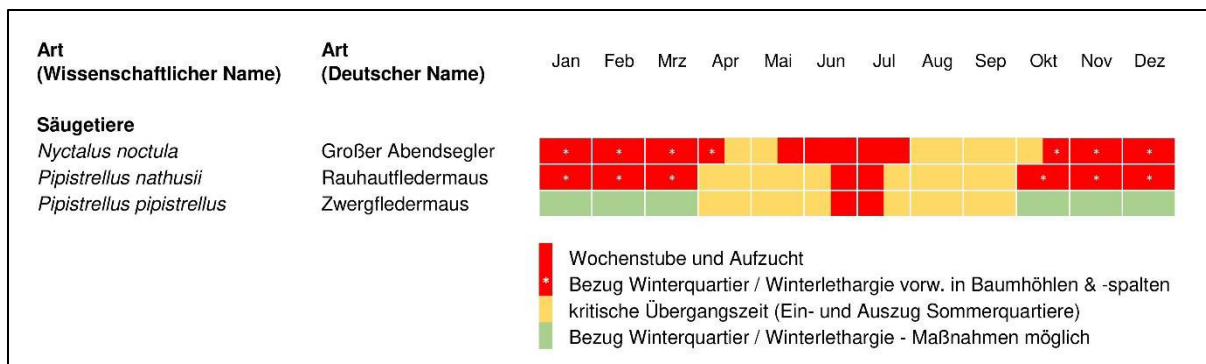 Art
(Wissenschaftlicher Name)
Art
(Deutscher Name)
Jan Feb Mrz Apr Mai Jun Jul Aug Sep Okt Nov Dez
Säugetiere
Nyctalus noctula Großer Abendsegler * * * * * * *
Pipistrellus nathusii Rauhautfledermaus * * * * * *
Pipistrellus pipistrellus Zwergfledermaus
Wochenstube und Aufzucht
* Bezug Winterquartier / Winterlethargie vorw. in Baumhöhlen & -spalten
kritische Übergangszeit (Ein- und Auszug Sommerquartiere)
Bezug Winterquartier / Winterlethargie - Maßnahmen möglich